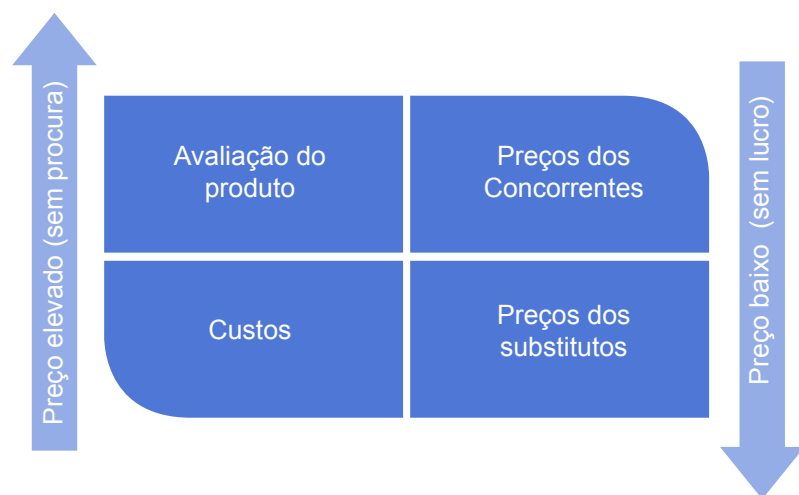 Preço elevado (sem procura)
Avaliação do
produto
Preços dos
Concorrentes
Custos
Preços dos
substitutos
Preço baixo  (sem lucro)